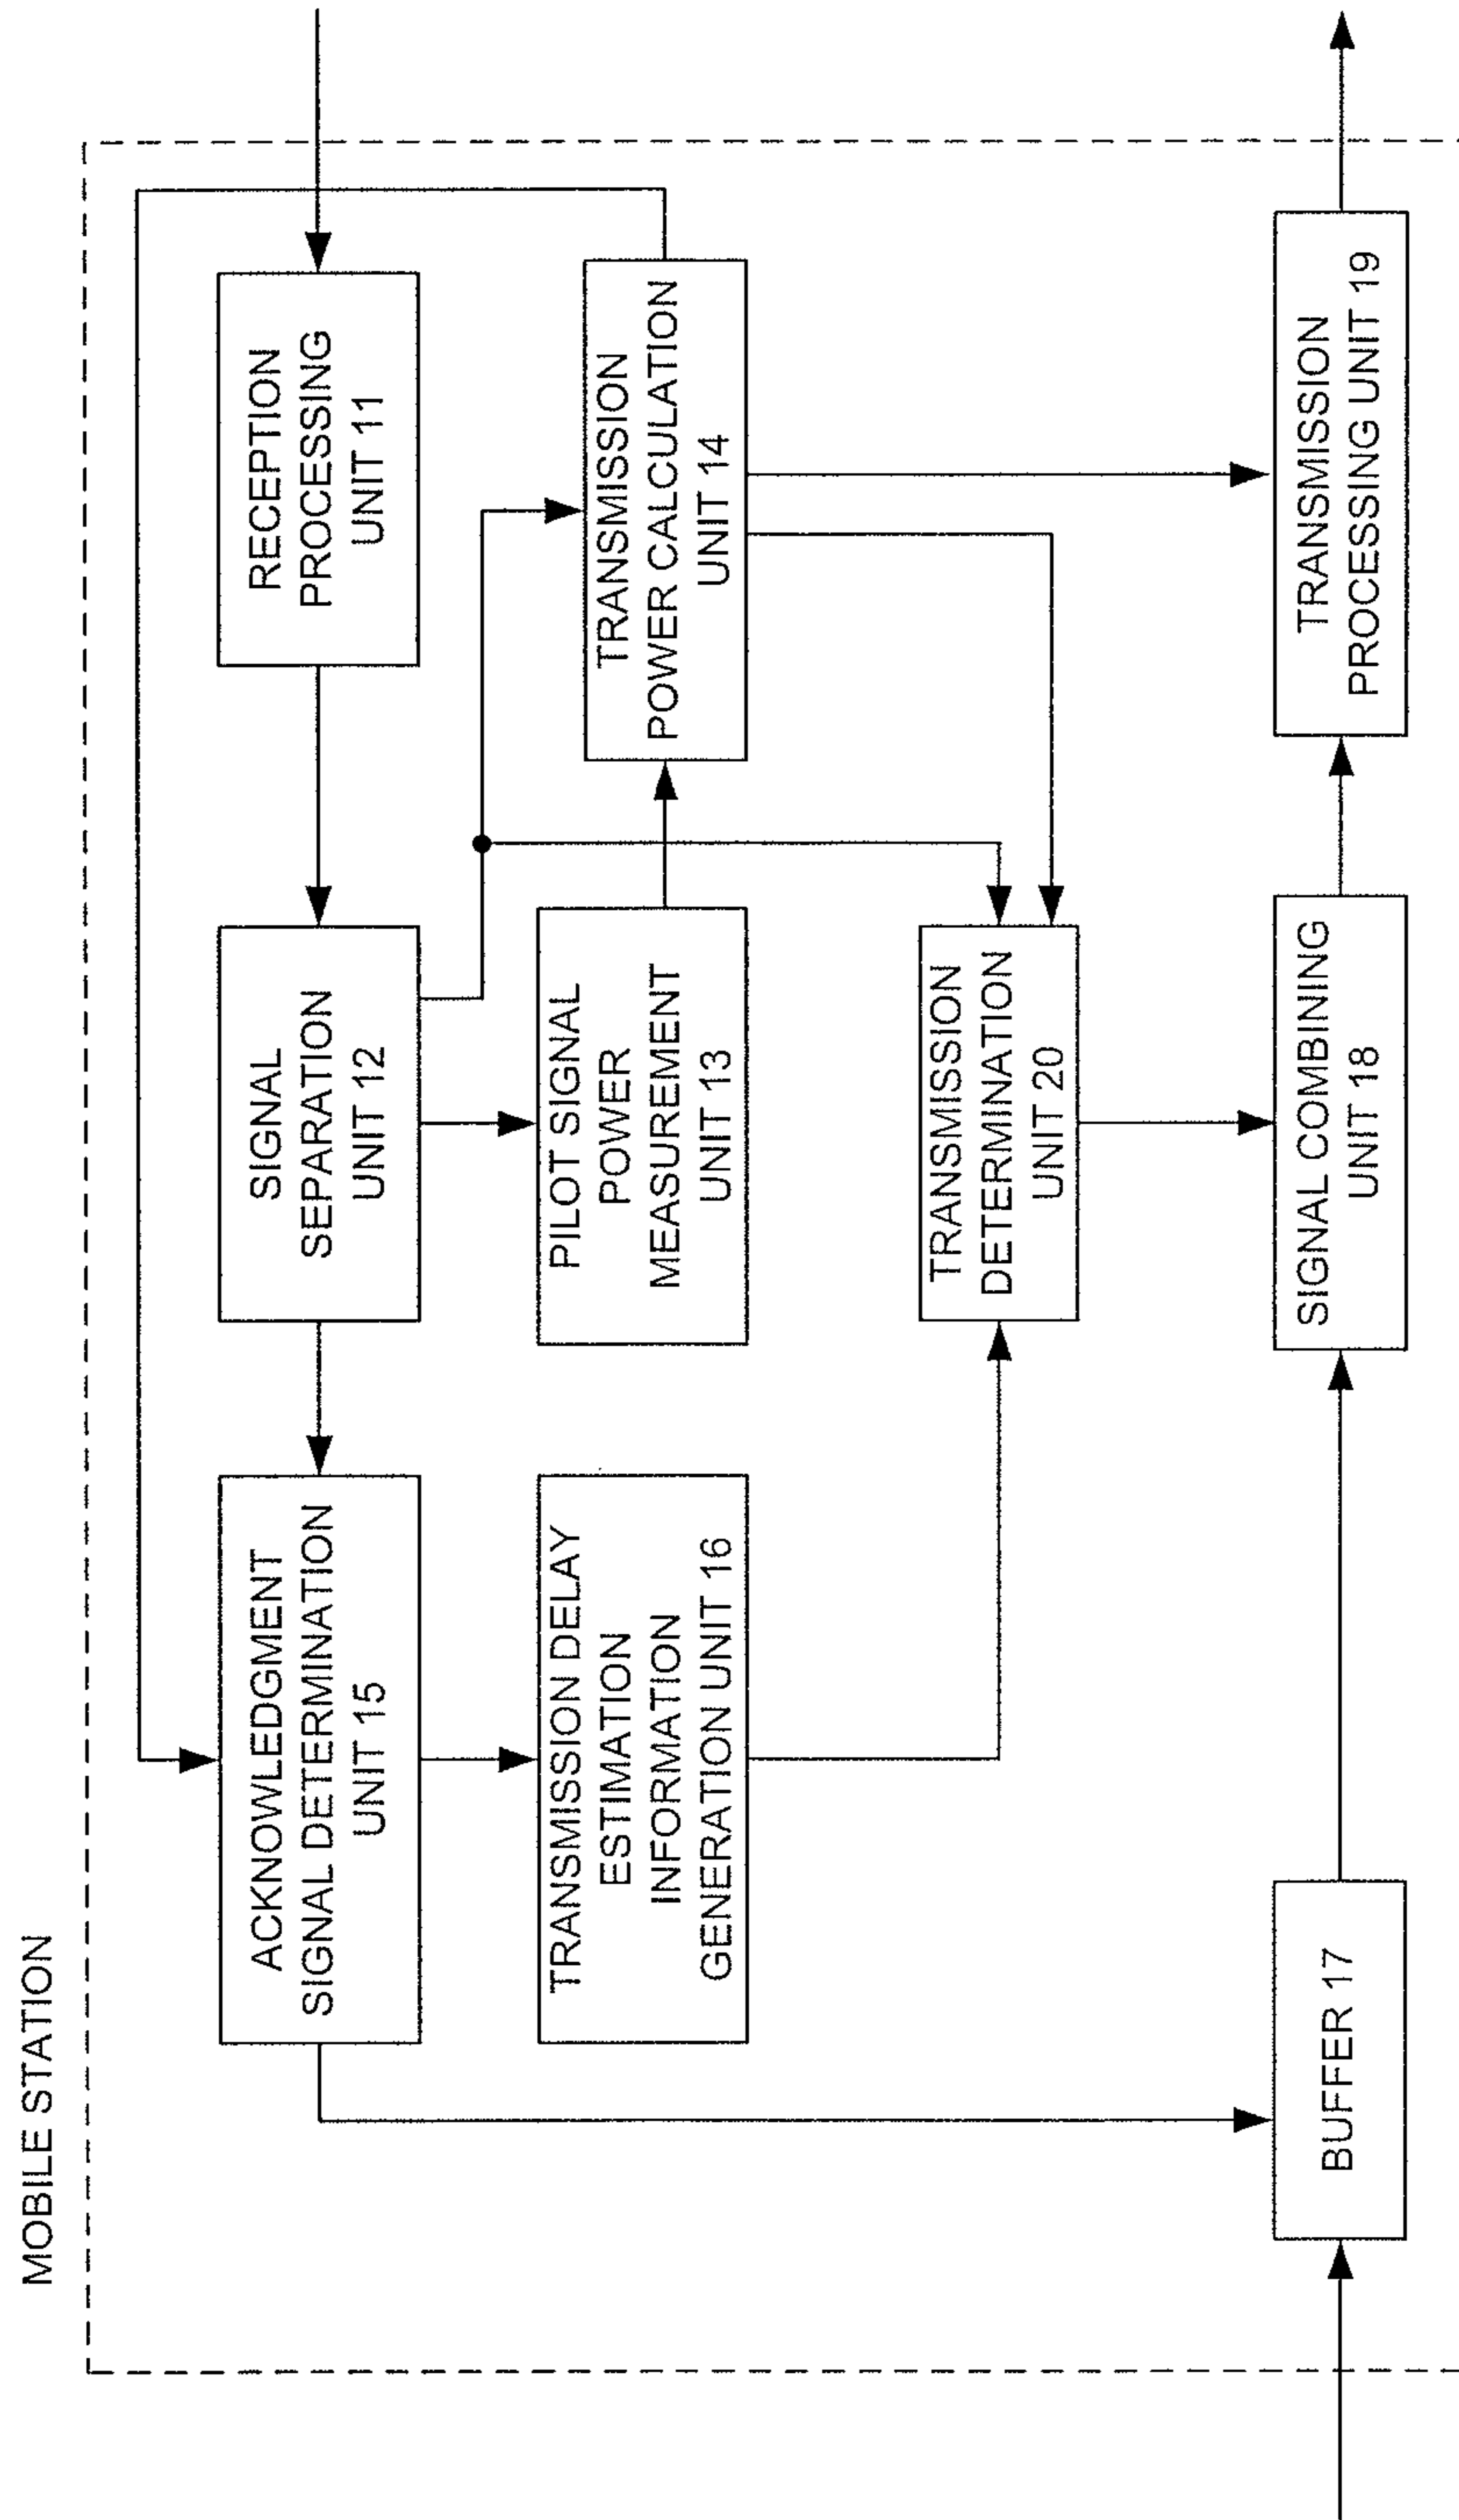 MOBILE STATION
ACKNOWLEDGMENT
SIGNAL DETERMINATION
UNIT 15
SIGNAL
SEPARATION
UNIT 12
RECEPTION
PROCESSING
UNIT 11
TRANSMISSION DELAY
ESTIMATION
INFORMATION
GENERATION UNIT 16
PILOT SIGNAL
POWER
MEASUREMENT
UNIT 13
TRANSMISSION
POWER CALCULATION
UNIT 14
TRANSMISSION
DETERMINATION
UNIT 20
BUFFER 17
SIGNAL COMBINING
UNIT 18
TRANSMISSION
PROCESSING UNIT 19